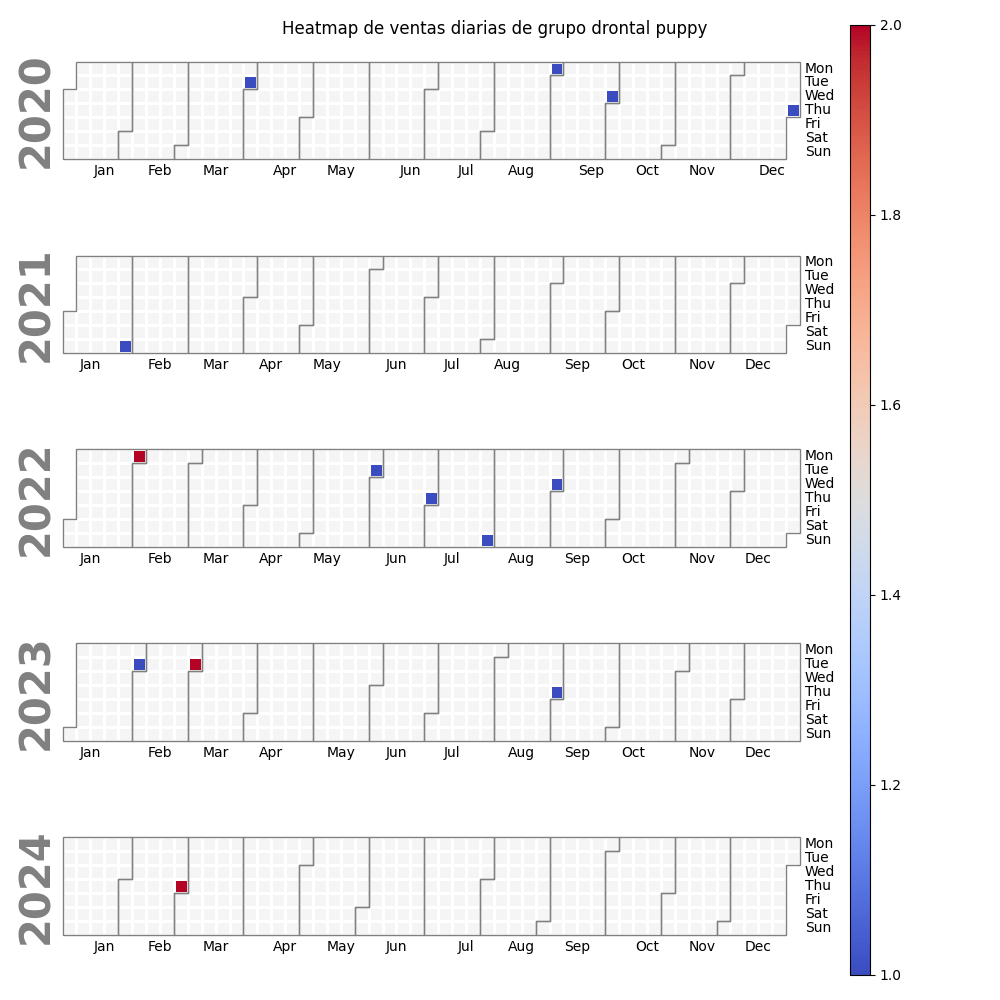 Heatmap de ventas diarias de grupo drontal puppy
2020
Mon
Tue
Wed
Thu
Fri
Sat
Sun
Jan Feb Mar Apr May Jun Jul Aug Sep Oct Nov Dec
2021
Mon
Tue
Wed
Thu
Fri
Sat
Sun
Jan Feb Mar Apr May Jun Jul Aug Sep Oct Nov Dec
2022
Mon
Tue
Wed
Thu
Fri
Sat
Sun
Jan Feb Mar Apr May Jun Jul Aug Sep Oct Nov Dec
2023
Mon
Tue
Wed
Thu
Fri
Sat
Sun
Jan Feb Mar Apr May Jun Jul Aug Sep Oct Nov Dec
2024
Mon
Tue
Wed
Thu
Fri
Sat
Sun
Jan Feb Mar Apr May Jun Jul Aug Sep Oct Nov Dec
2.0
1.8
1.6
1.4
1.2
1.0